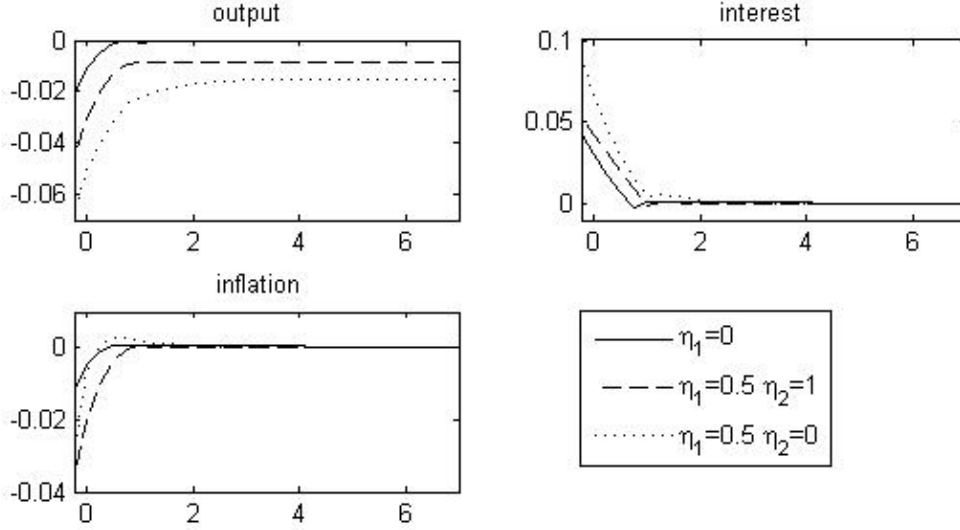 output
0
-0.02
-0.04
-0.06
0 2 4 6
interest
0.1
0.05
0
0 2 4 6
inflation
0
-0.02
-0.04
0 2 4 6
η₁=0
η₁=0.5 η₂=1
η₁=0.5 η₂=0